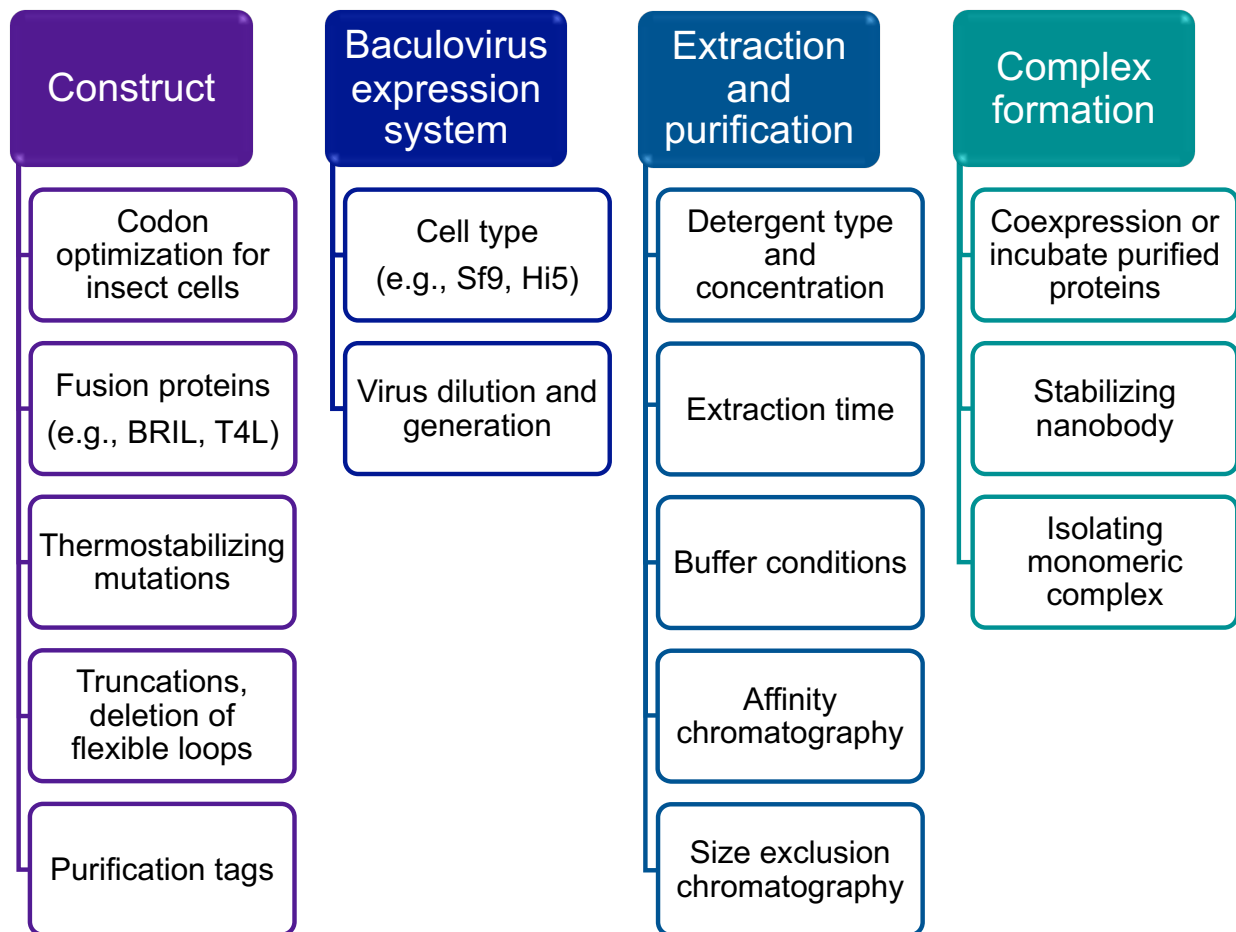 Construct
Codon
optimization for
insect cells
Fusion proteins
(e.g., BRIL, T4L)
Thermostabilizing
mutations
Truncations,
deletion of
flexible loops
Purification tags
Baculovirus
expression
system
Cell type
(e.g., Sf9, Hi5)
Virus dilution and
generation
Extraction
and
purification
Detergent type
and
concentration
Extraction time
Buffer conditions
Affinity
chromatography
Size exclusion
chromatography
Complex
formation
Coexpression or
incubate purified
proteins
Stabilizing
nanobody
Isolating
monomeric
complex